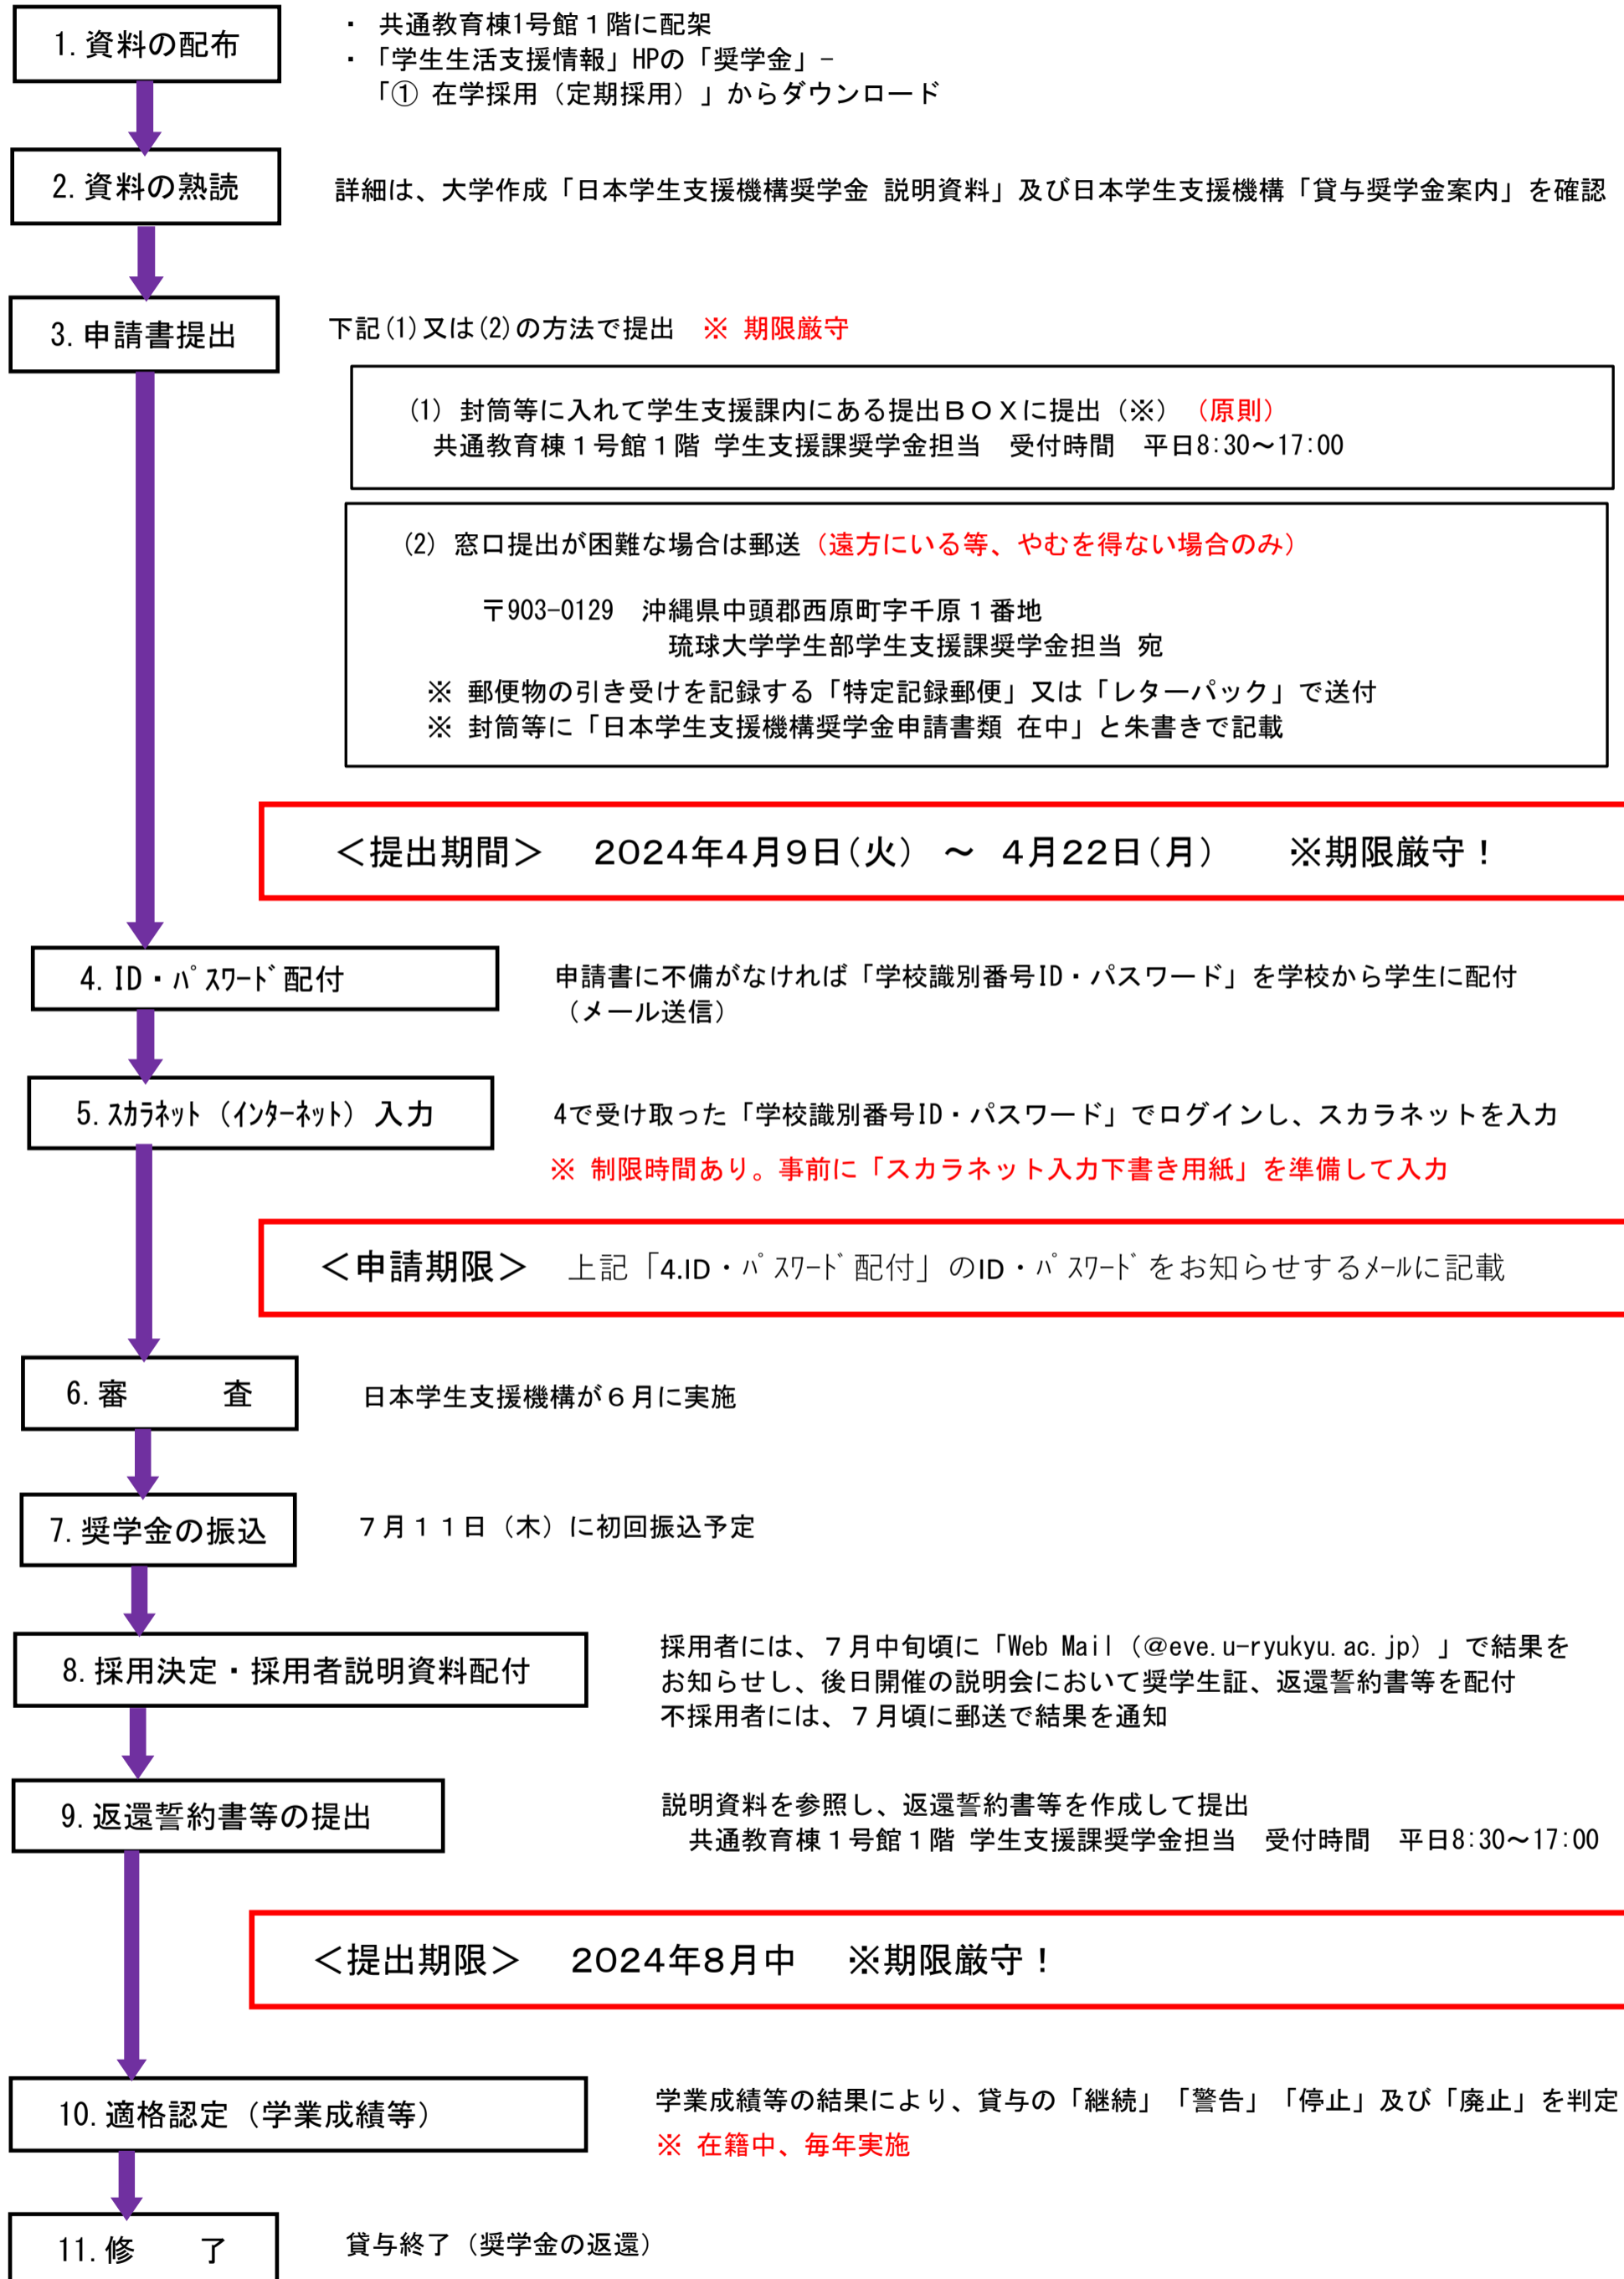 1.資料の配布
・ 共通教育棟1号館１階に配架
・「学生生活支援情報」HPの「奨学金」-
「① 在学採用（定期採用）」からダウンロード
2.資料の熟読
詳細は、大学作成「日本学生支援機構奨学金 説明資料」及び日本学生支援機構「貸与奨学金案内」を確認
3.申請書提出
下記(1)又は(2)の方法で提出　※ 期限厳守
(1) 封筒等に入れて学生支援課内にある提出ＢＯＸに提出（※）（原則）
共通教育棟１号館１階 学生支援課奨学金担当　受付時間　平日8:30～17:00
(2) 窓口提出が困難な場合は郵送（遠方にいる等、やむを得ない場合のみ）
〒903-0129　沖縄県中頭郡西原町字千原１番地
琉球大学学生部学生支援課奨学金担当 宛
※ 郵便物の引き受けを記録する「特定記録郵便」又は「レターパック」で送付
※ 封筒等に「日本学生支援機構奨学金申請書類 在中」と朱書きで記載
＜提出期間＞　2024年4月9日(火) ～ 4月22日(月)　※期限厳守！
4.ID・ﾊﾟｽﾜｰﾄﾞ配付
申請書に不備がなければ「学校識別番号ID・パスワード」を学校から学生に配付
（メール送信）
5.ｽｶﾗﾈｯﾄ（ｲﾝﾀｰﾈｯﾄ）入力
4で受け取った「学校識別番号ID・パスワード」でログインし、スカラネットを入力
※ 制限時間あり。事前に「スカラネット入力下書き用紙」を準備して入力
＜申請期限＞　上記「4.ID・ﾊﾟｽﾜｰﾄﾞ配付」のID・ﾊﾟｽﾜｰﾄﾞをお知らせするﾒｰﾙに記載
6.審　　　査
日本学生支援機構が６月に実施
7.奨学金の振込
７月１１日（木）に初回振込予定
8.採用決定・採用者説明資料配付
採用者には、７月中旬頃に「Web Mail（@eve.u-ryukyu.ac.jp）」で結果を
お知らせし、後日開催の説明会において奨学生証、返還誓約書等を配付
不採用者には、７月頃に郵送で結果を通知
9.返還誓約書等の提出
説明資料を参照し、返還誓約書等を作成して提出
共通教育棟１号館１階 学生支援課奨学金担当　受付時間　平日8:30～17:00
＜提出期限＞　2024年8月中　※期限厳守！
10.適格認定（学業成績等）
学業成績等の結果により、貸与の「継続」「警告」「停止」及び「廃止」を判定
※ 在籍中、毎年実施
11.修　　了
貸与終了（奨学金の返還）